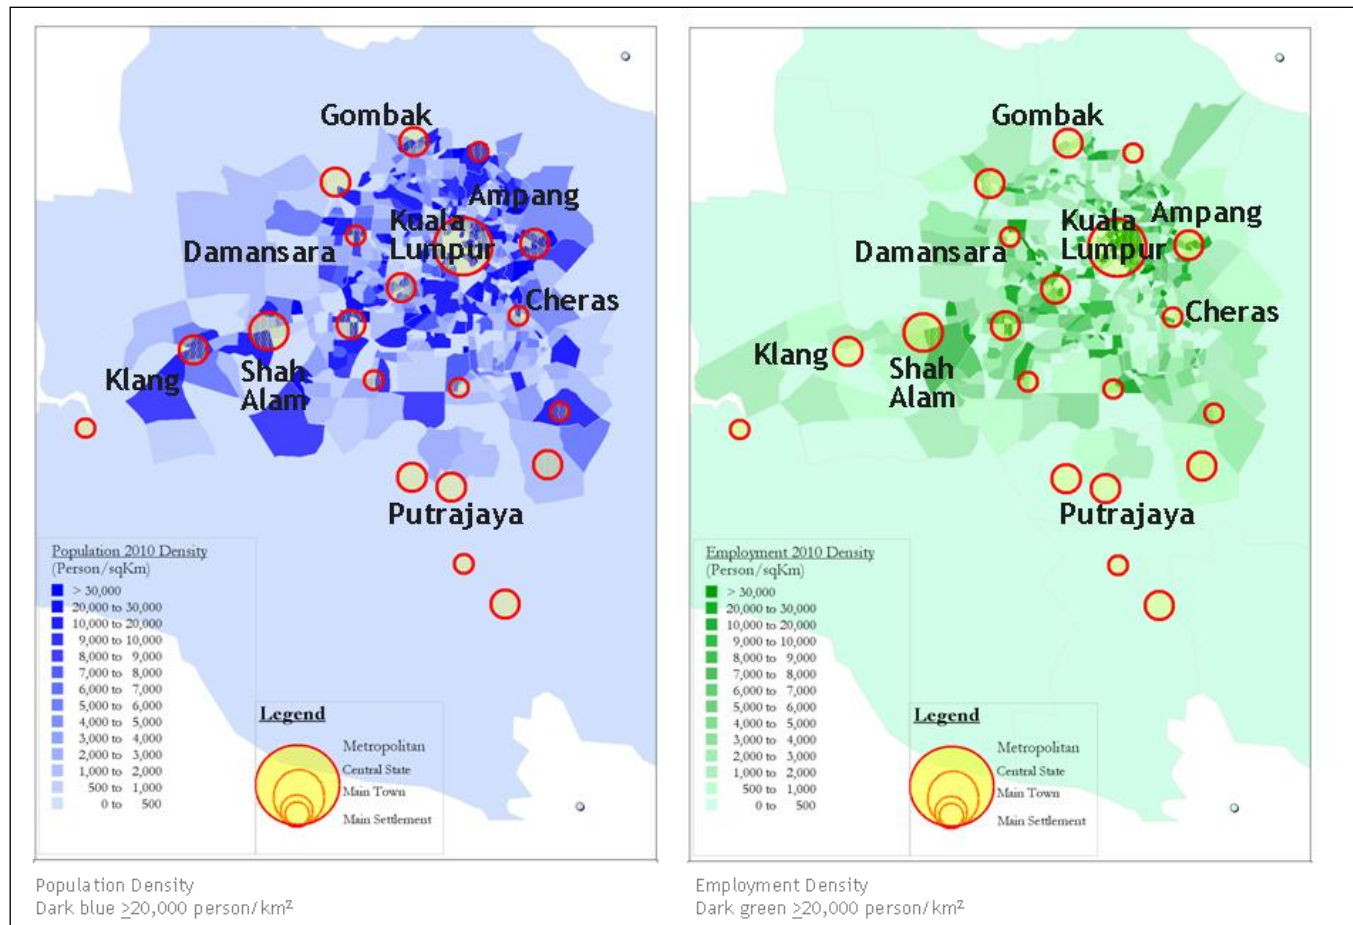 Gombak
Ampang
Kuala
Lumpur
Damansara
Cheras
Klang
Shah
Alam
Putrajaya
Population 2010 Density
(Person/sqKm)
> 30,000
20,000 to 30,000
10,000 to 20,000
9,000 to 10,000
8,000 to 9,000
7,000 to 8,000
6,000 to 7,000
5,000 to 6,000
4,000 to 5,000
3,000 to 4,000
2,000 to 3,000
1,000 to 2,000
500 to 1,000
0 to 500
Legend
Metropolitan
Central State
Main Town
Main Settlement
Population Density
Dark blue ≥20,000 person/km²
Gombak
Ampang
Kuala
Lumpur
Damansara
Cheras
Klang
Shah
Alam
Putrajaya
Employment 2010 Density
(Person/sqKm)
> 30,000
20,000 to 30,000
10,000 to 20,000
9,000 to 10,000
8,000 to 9,000
7,000 to 8,000
6,000 to 7,000
5,000 to 6,000
4,000 to 5,000
3,000 to 4,000
2,000 to 3,000
1,000 to 2,000
500 to 1,000
0 to 500
Legend
Metropolitan
Central State
Main Town
Main Settlement
Employment Density
Dark green ≥20,000 person/km²